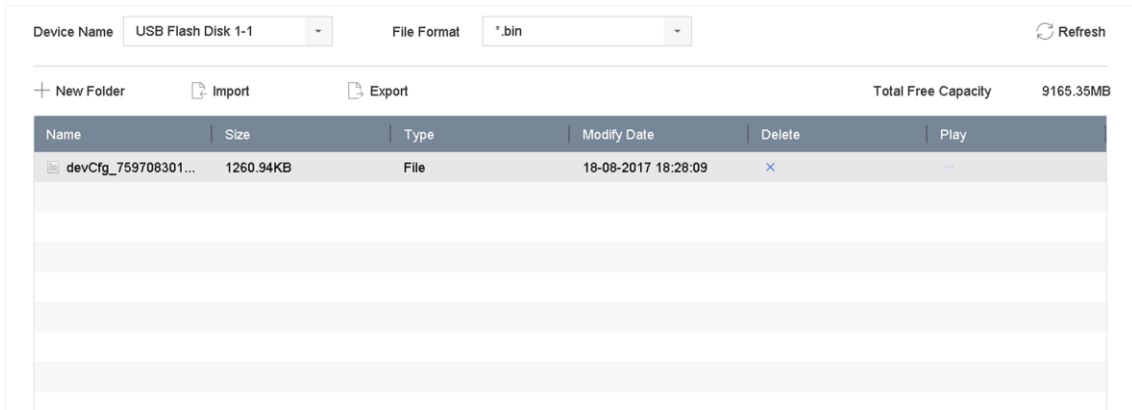 Device Name USB Flash Disk 1-1 File Format *.bin Refresh
New Folder Import Export Total Free Capacity 9165.35MB
Name Size Type Modify Date Delete Play
devCfg_759708301... 1260.94KB File 18-08-2017 18:28:09